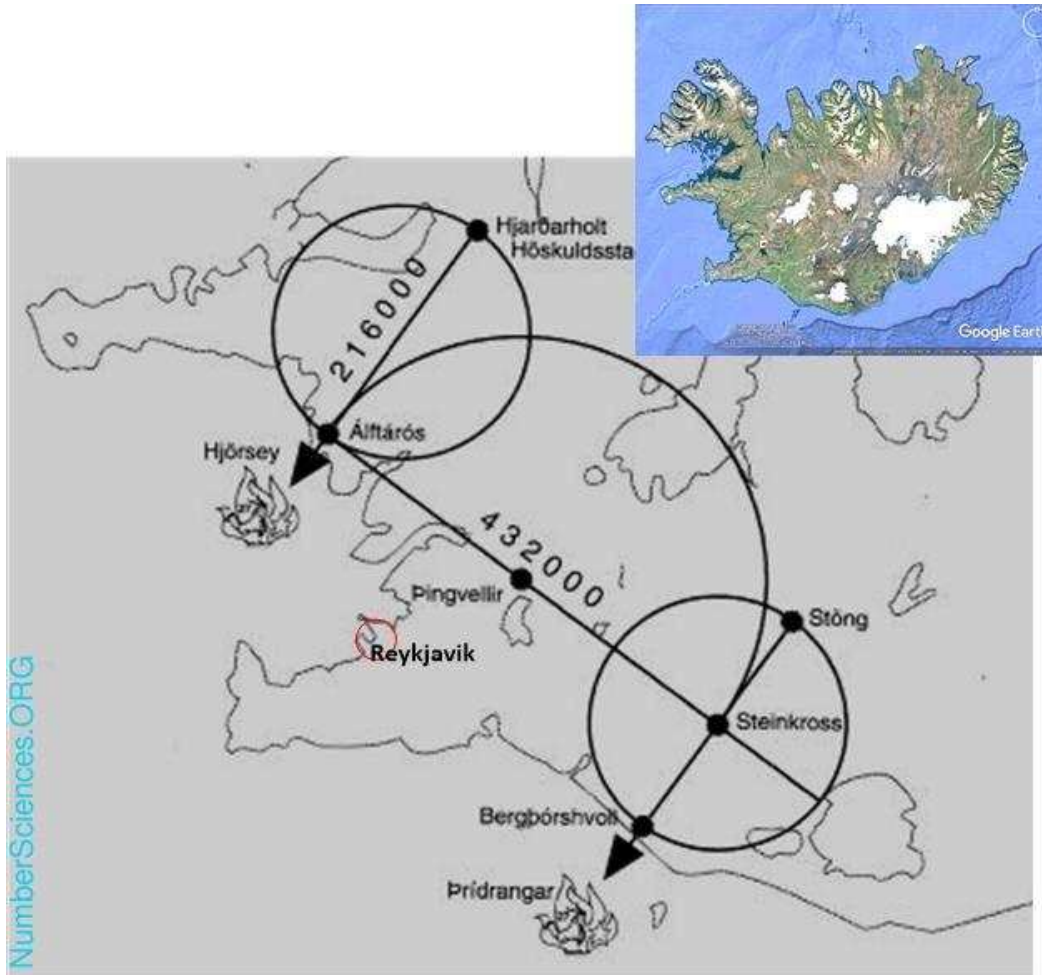 Google Earth
Hjarðarholt
Höskuldssta
216000
Álftárós
Hjörsey
432000
Þingvellir
Stöng
Reykjavik
Steinkross
Bergþórshvoll
Þrídrangar
NumberSciences.ORG